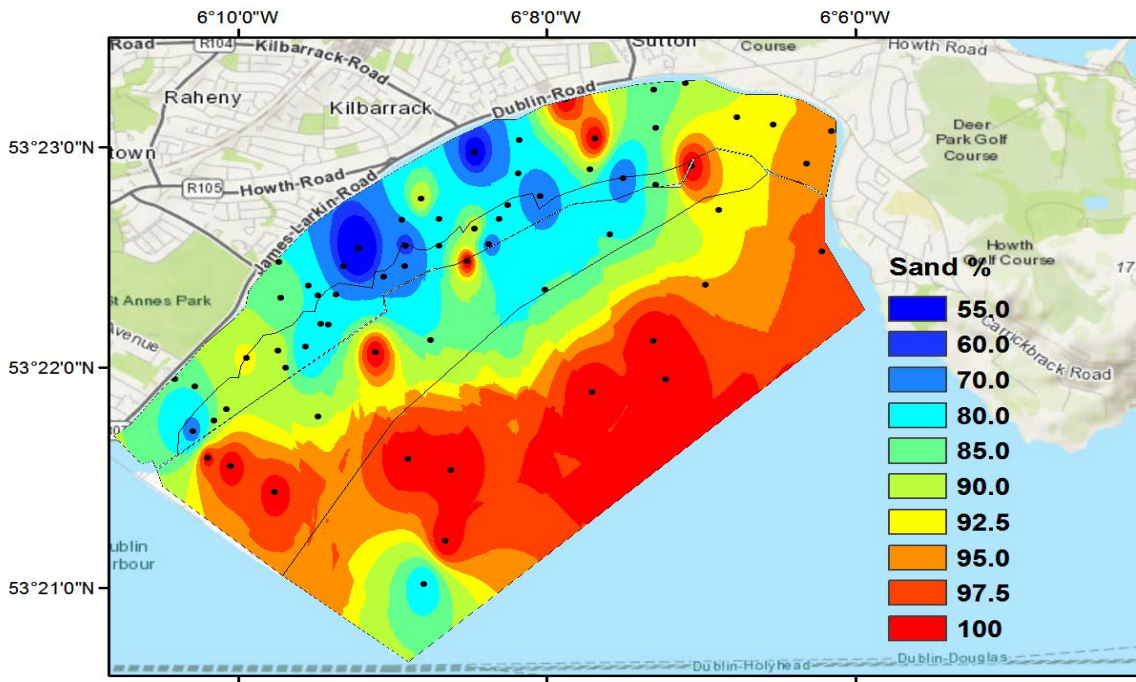 6°10'0"W
6°8'0"W
6°6'0"W
Road
R104
Kilbarrack-Road
Sutton
Course
Howth Road
Raheny
Kilbarrack
Dublin-Road
53°23'0"N
town
Deer
Park Golf
Course
R105
Howth-Road
James-Larkin-Road
Howth
Golf Course
17
Sand %
St Annes Park
55.0
Avenue
60.0
Carrickbrack Road
53°22'0"N
70.0
80.0
85.0
90.0
92.5
ublin
rbour
95.0
53°21'0"N
97.5
100
Dublin-Holyhead
Dublin-Douglas